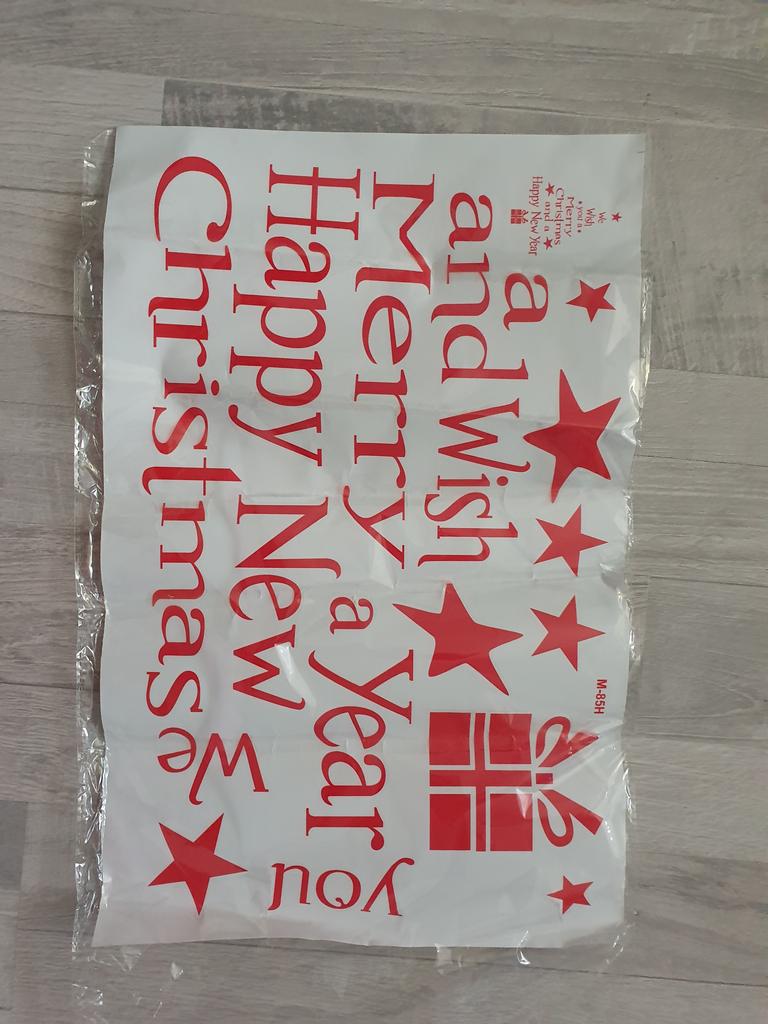 We
Wish
you a
Merry
Christmas
and a
Happy New Year
M-85H
a
and Wish
Merry
a Year you
Happy New
Christmas We